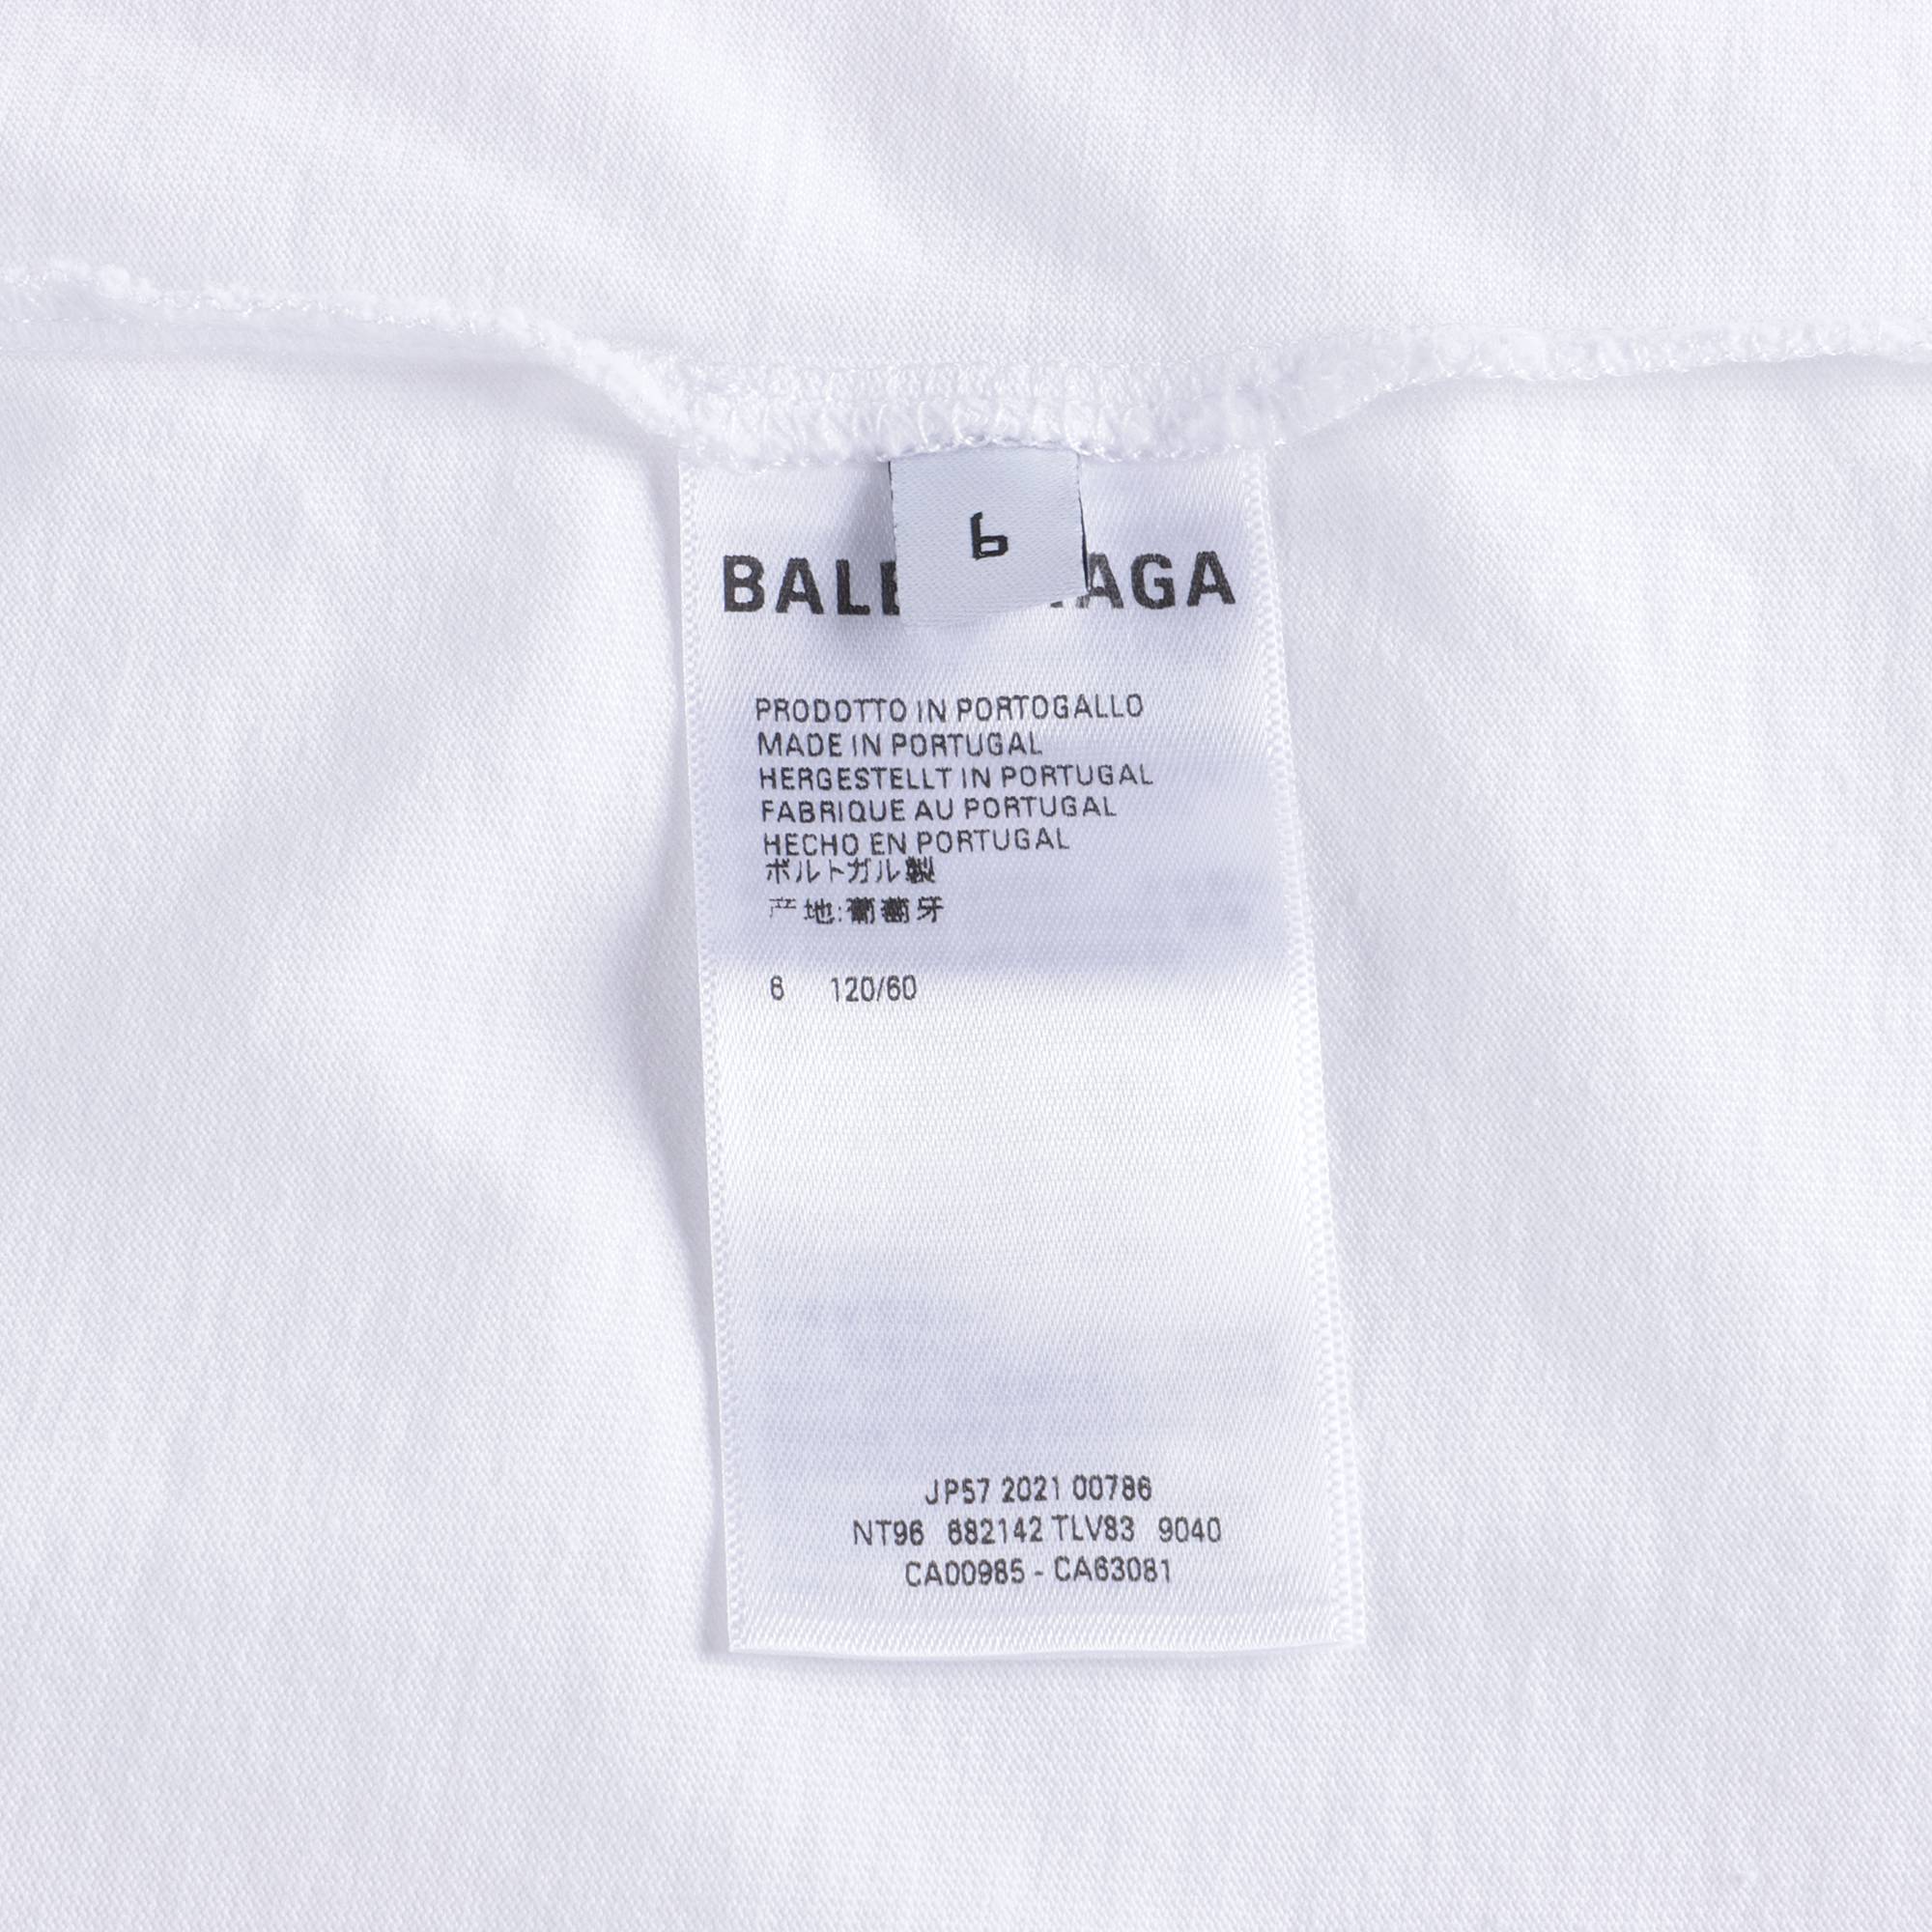 6
BALE AGA
PRODOTTO IN PORTOGALLO
MADE IN PORTUGAL
HERGESTELLT IN PORTUGAL
FABRIQUE AU PORTUGAL
HECHO EN PORTUGAL
ポルトガル製
产地:葡萄牙
6 120/60
JP57 2021 00786
NT96 682142 TLV83 9040
CA00985 - CA63081